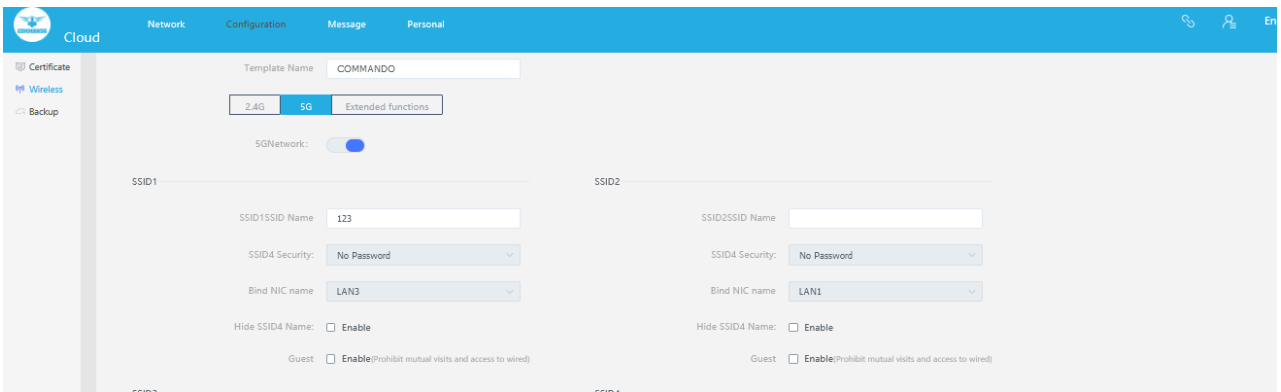 Cloud
Network Configuration Message Personal En
Certificate
Wireless
Backup
Template Name COMMANDO
2.4G 5G Extended functions
5GNetwork:
SSID1 SSID2
SSID1SSID Name 123 SSID2SSID Name
SSID4 Security: No Password SSID4 Security: No Password
Bind NIC name LAN3 Bind NIC name LAN1
Hide SSID4 Name: Enable Hide SSID4 Name: Enable
Guest Enable(Prohibit mutual visits and access to wired) Guest Enable(Prohibit mutual visits and access to wired)